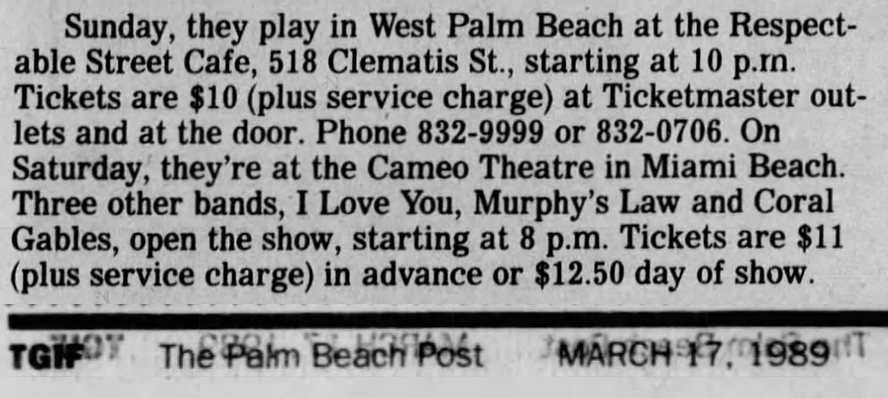 Sunday, they play in West Palm Beach at the Respect-
able Street Cafe, 518 Clematis St., starting at 10 p.m.
Tickets are $10 (plus service charge) at Ticketmaster out-
lets and at the door. Phone 832-9999 or 832-0706. On
Saturday, they're at the Cameo Theatre in Miami Beach.
Three other bands, I Love You, Murphy's Law and Coral
Gables, open the show, starting at 8 p.m. Tickets are $11
(plus service charge) in advance or $12.50 day of show.
TGIF The Palm Beach Post MARCH 17, 1989